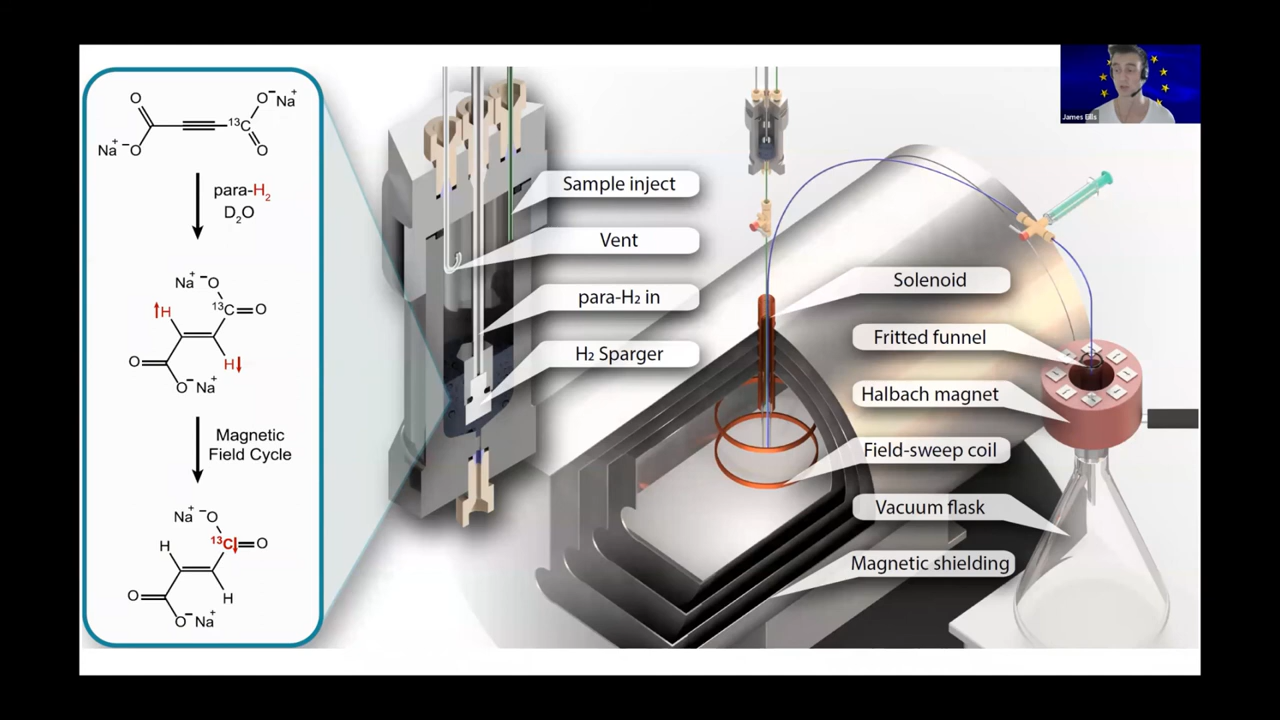 O
O⁻Na⁺
¹³C
Na⁺⁻O
O
para-H₂
D₂O
Na⁺⁻O
¹³C
O
↑H
H↓
O
O⁻Na⁺
Magnetic
Field Cycle
Na⁺⁻O
¹³C
O
H
H
O
O⁻Na⁺
Sample inject
Vent
para-H₂ in
H₂ Sparger
Solenoid
Fritted funnel
Halbach magnet
Field-sweep coil
Vacuum flask
Magnetic shielding
James Eills